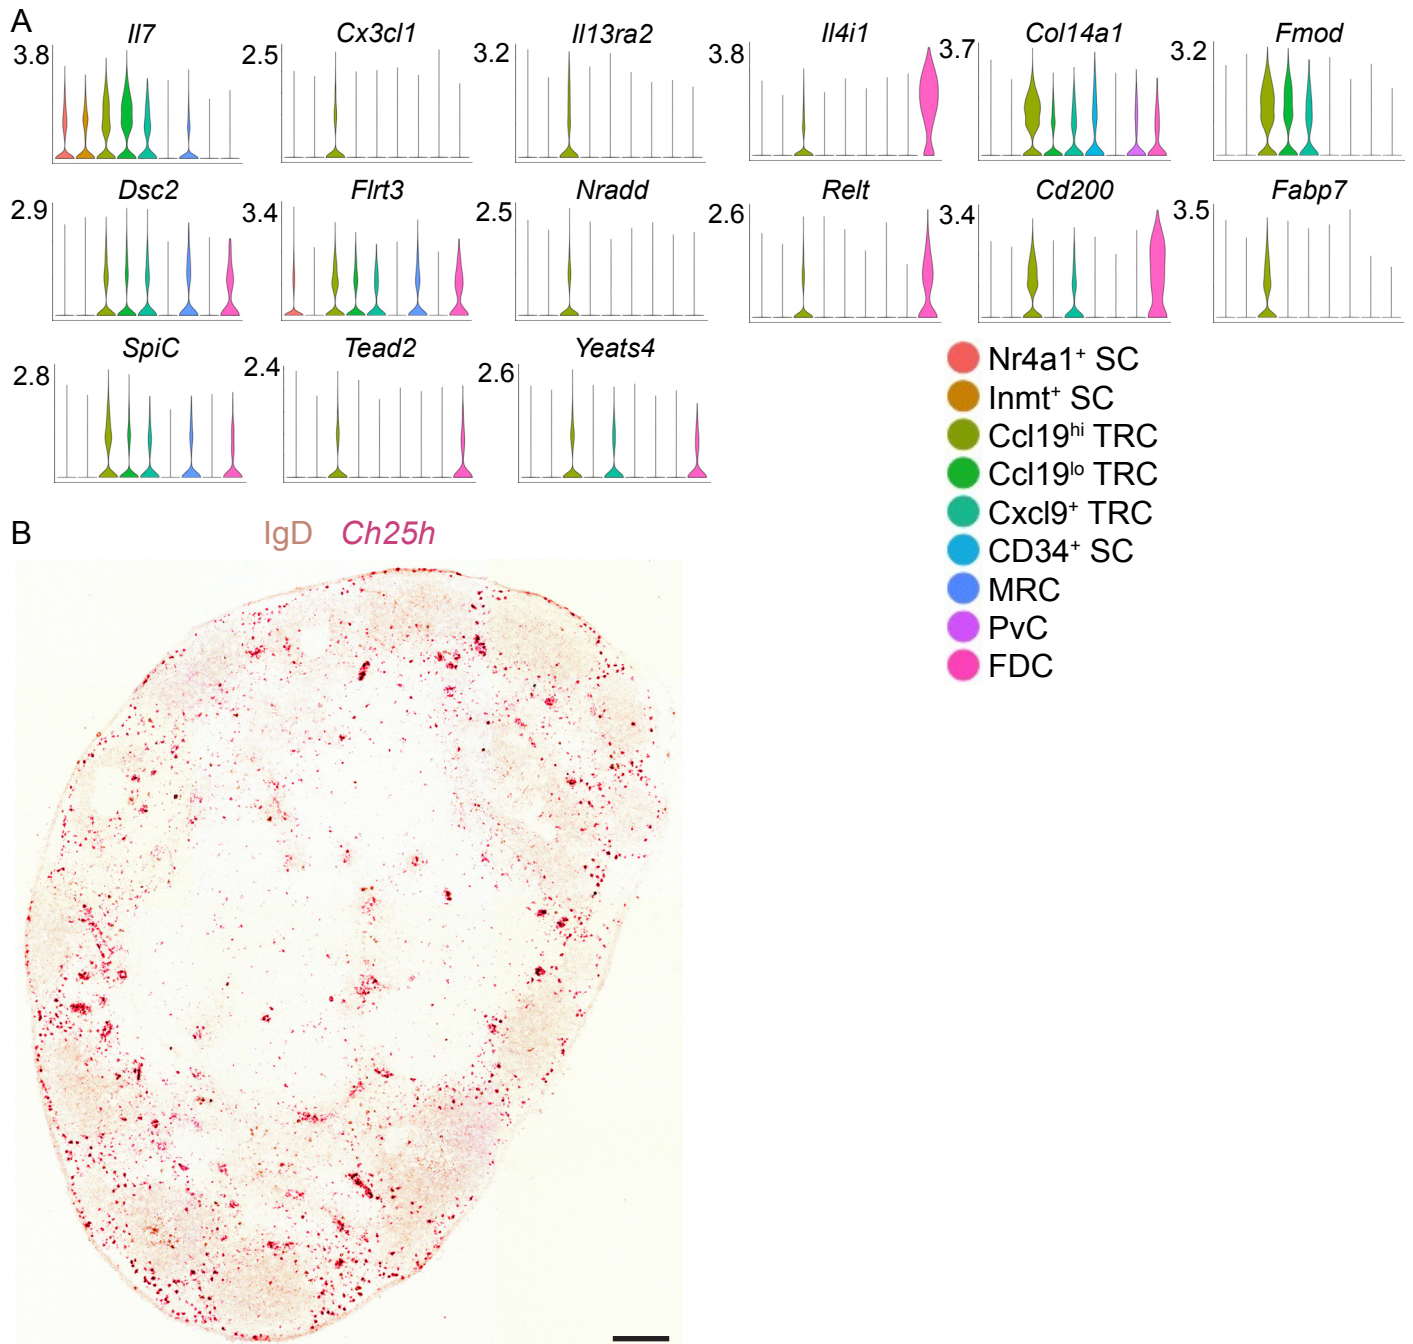 A
Il7 Cx3cl1 Il13ra2 Il4i1 Col14a1 Fmod
3.8 2.5 3.2 3.8 3.7 3.2
Dsc2 Flrt3 Nradd Relt Cd200 Fabp7
2.9 3.4 2.5 2.6 3.4 3.5
SpiC Tead2 Yeats4
2.8 2.4 2.6
Nr4a1⁺ SC
Inmt⁺ SC
Ccl19ʰⁱ TRC
Ccl19ˡᵒ TRC
Cxcl9⁺ TRC
CD34⁺ SC
MRC
PvC
FDC
B IgD Ch25h